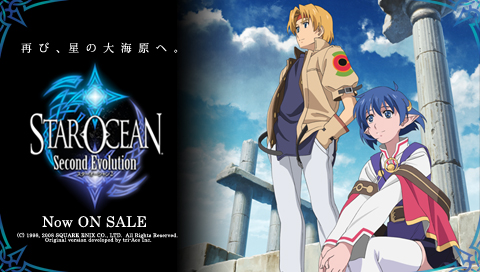 再び、星の大海原へ。
STAR OCEAN
Second Evolution
Now ON SALE
(C) 1998, 2008 SQUARE ENIX CO., LTD. All Rights Reserved.
Original version developed by tri-Ace Inc.